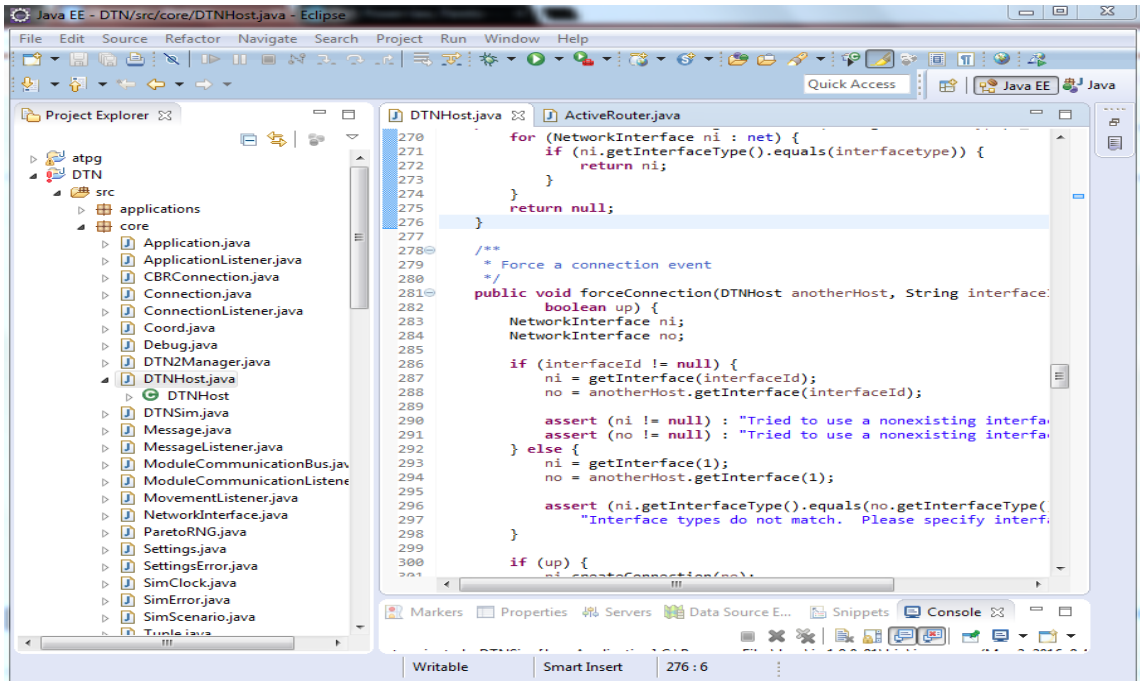 Java EE - DTN/src/core/DTNHost.java - Eclipse
File Edit Source Refactor Navigate Search Project Run Window Help
Quick Access
Java EE
Java
Project Explorer
atpg
DTN
src
applications
core
Application.java
ApplicationListener.java
CBRConnection.java
Connection.java
ConnectionListener.java
Coord.java
Debug.java
DTN2Manager.java
DTNHost.java
DTNHost
DTNSim.java
Message.java
MessageListener.java
ModuleCommunicationBus.jav
ModuleCommunicationListene
MovementListener.java
NetworkInterface.java
ParetoRNG.java
Settings.java
SettingsError.java
SimClock.java
SimError.java
SimScenario.java
Tuple.java
DTNHost.java ActiveRouter.java
270 for (NetworkInterface ni : net) {
271 if (ni.getInterfaceType().equals(interfacetype)) {
272 return ni;
273 }
274 }
275 return null;
276 }
277
278 /**
279 * Force a connection event
280 */
281 public void forceConnection(DTNHost anotherHost, String interfaceI
282 boolean up) {
283 NetworkInterface ni;
284 NetworkInterface no;
285
286 if (interfaceId != null) {
287 ni = getInterface(interfaceId);
288 no = anotherHost.getInterface(interfaceId);
289
290 assert (ni != null) : "Tried to use a nonexisting interfa
291 assert (no != null) : "Tried to use a nonexisting interfa
292 } else {
293 ni = getInterface(1);
294 no = anotherHost.getInterface(1);
295
296 assert (ni.getInterfaceType().equals(no.getInterfaceType(
297 "Interface types do not match. Please specify interf
298 }
299
300 if (up) {
301 ni.createConnection(no);
Markers Properties Servers Data Source E... Snippets Console
Writable Smart Insert 276 : 6